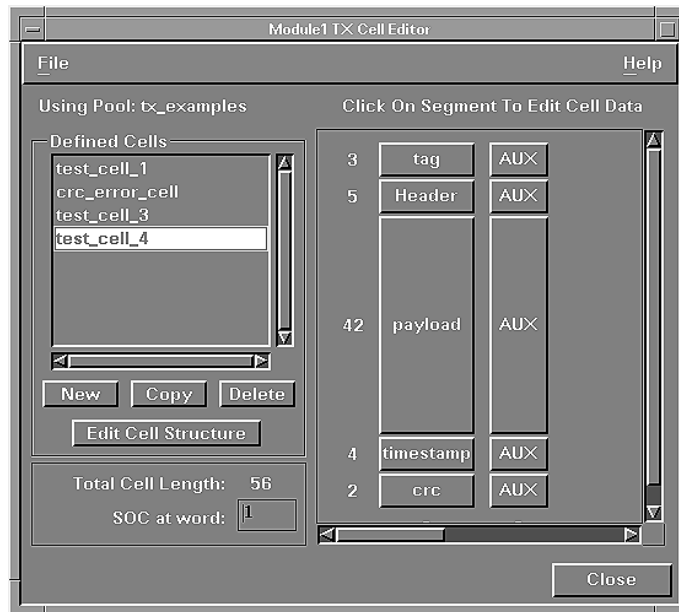 Module1 TX Cell Editor
File Help
Using Pool: tx_examples
Click On Segment To Edit Cell Data
Defined Cells
test_cell_1
crc_error_cell
test_cell_3
test_cell_4
New Copy Delete
Edit Cell Structure
Total Cell Length: 56
SOC at word: 1
3 tag AUX
5 Header AUX
42 payload AUX
4 timestamp AUX
2 crc AUX
Close